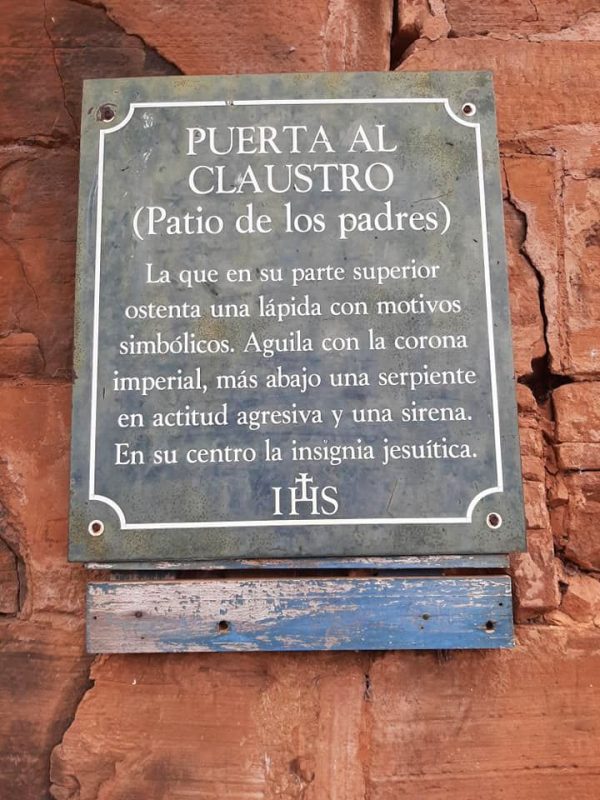 PUERTA AL
CLAUSTRO
(Patio de los padres)
La que en su parte superior
ostenta una lápida con motivos
simbólicos. Aguila con la corona
imperial, más abajo una serpiente
en actitud agresiva y una sirena.
En su centro la insignia jesuítica.
IHS